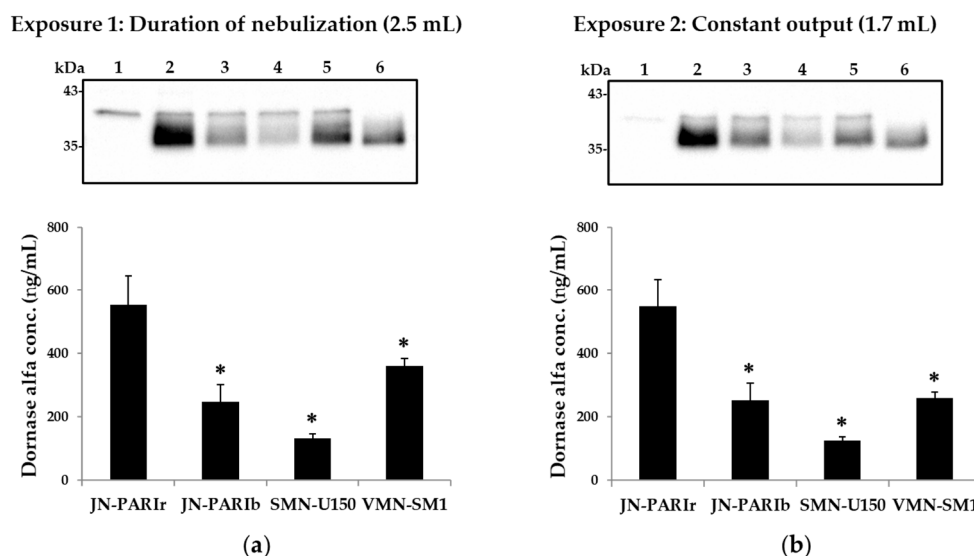 Exposure 1: Duration of nebulization (2.5 mL)
kDa 1 2 3 4 5 6
43-
35-
Dornase alfa conc. (ng/mL)
800
600
400
200
0
* * *
JN-PARIr JN-PARIb SMN-U150 VMN-SM1
(a)
Exposure 2: Constant output (1.7 mL)
kDa 1 2 3 4 5 6
43-
35-
Dornase alfa conc. (ng/mL)
800
600
400
200
0
* * *
JN-PARIr JN-PARIb SMN-U150 VMN-SM1
(b)